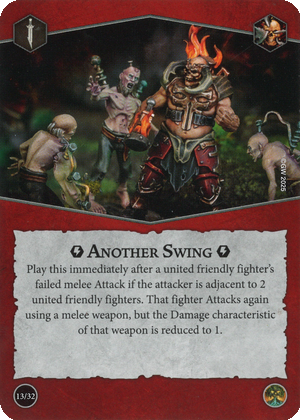 ©GW 2025
ANOTHER SWING
Play this immediately after a united friendly fighter's
failed melee Attack if the attacker is adjacent to 2
united friendly fighters. That fighter Attacks again
using a melee weapon, but the Damage characteristic
of that weapon is reduced to 1.
13/32